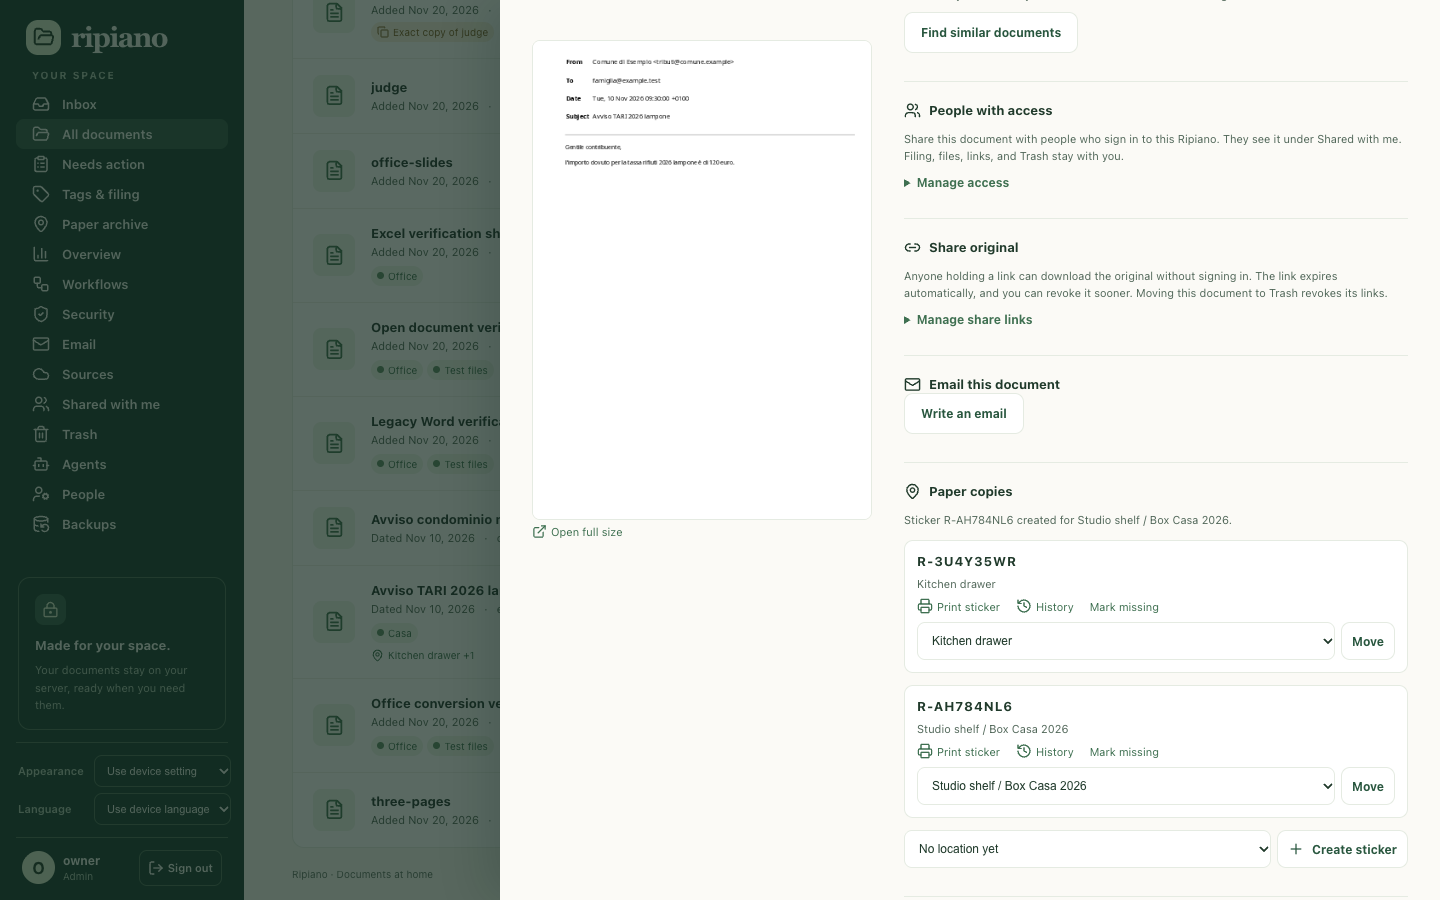 ripiano
YOUR SPACE
Inbox
All documents
Needs action
Tags & filing
Paper archive
Overview
Workflows
Security
Email
Sources
Shared with me
Trash
Agents
People
Backups
Made for your space.
Your documents stay on your
server, ready when you need
them.
Appearance
Use device setting
Language
Use device language
O
owner
Admin
Sign out
Added Nov 20, 2026 ·
Exact copy of judge
judge
Added Nov 20, 2026 ·
office-slides
Added Nov 20, 2026 ·
Excel verification sh
Added Nov 20, 2026 ·
Office
Open document veri
Added Nov 20, 2026 ·
Office
Test files
Legacy Word verifica
Added Nov 20, 2026 ·
Office
Test files
Avviso condominio
Dated Nov 10, 2026 ·
Avviso TARI 2026 la
Dated Nov 10, 2026 ·
Casa
Kitchen drawer +1
Office conversion ve
Added Nov 20, 2026 ·
Office
Test files
three-pages
Added Nov 20, 2026 ·
Ripiano · Documents at home
From Comune di Esempio <tributi@comune.example>
To famiglia@example.test
Date Tue, 10 Nov 2026 09:30:00 +0100
Subject Avviso TARI 2026 lampone
Gentile contribuente,
l'importo dovuto per la tassa rifiuti 2026 lampone è di 120 euro.
Open full size
Find similar documents
People with access
Share this document with people who sign in to this Ripiano. They see it under Shared with me.
Filing, files, links, and Trash stay with you.
Manage access
Share original
Anyone holding a link can download the original without signing in. The link expires
automatically, and you can revoke it sooner. Moving this document to Trash revokes its links.
Manage share links
Email this document
Write an email
Paper copies
Sticker R-AH784NL6 created for Studio shelf / Box Casa 2026.
R-3U4Y35WR
Kitchen drawer
Print sticker
History
Mark missing
Kitchen drawer
Move
R-AH784NL6
Studio shelf / Box Casa 2026
Print sticker
History
Mark missing
Studio shelf / Box Casa 2026
Move
No location yet
Create sticker